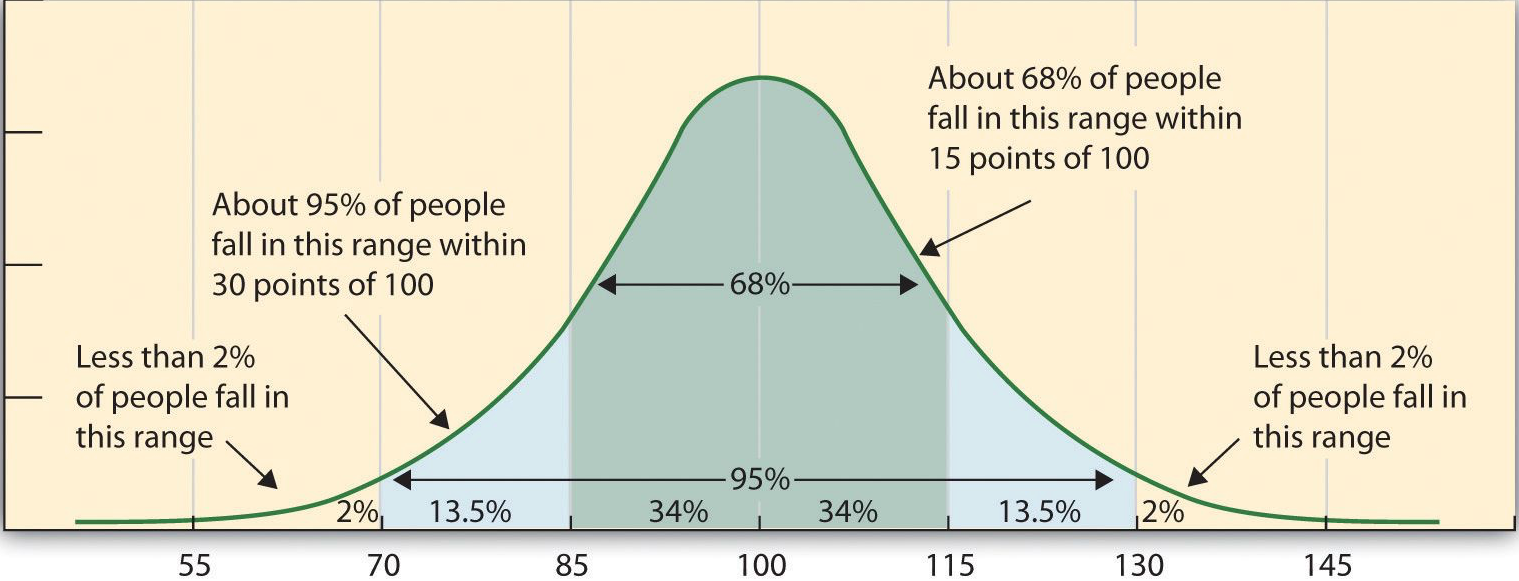 About 68% of people
fall in this range within
15 points of 100
About 95% of people
fall in this range within
30 points of 100
68%
Less than 2%
of people fall in
this range
Less than 2%
of people fall in
this range
95%
2% 13.5% 34% 34% 13.5% 2%
55 70 85 100 115 130 145